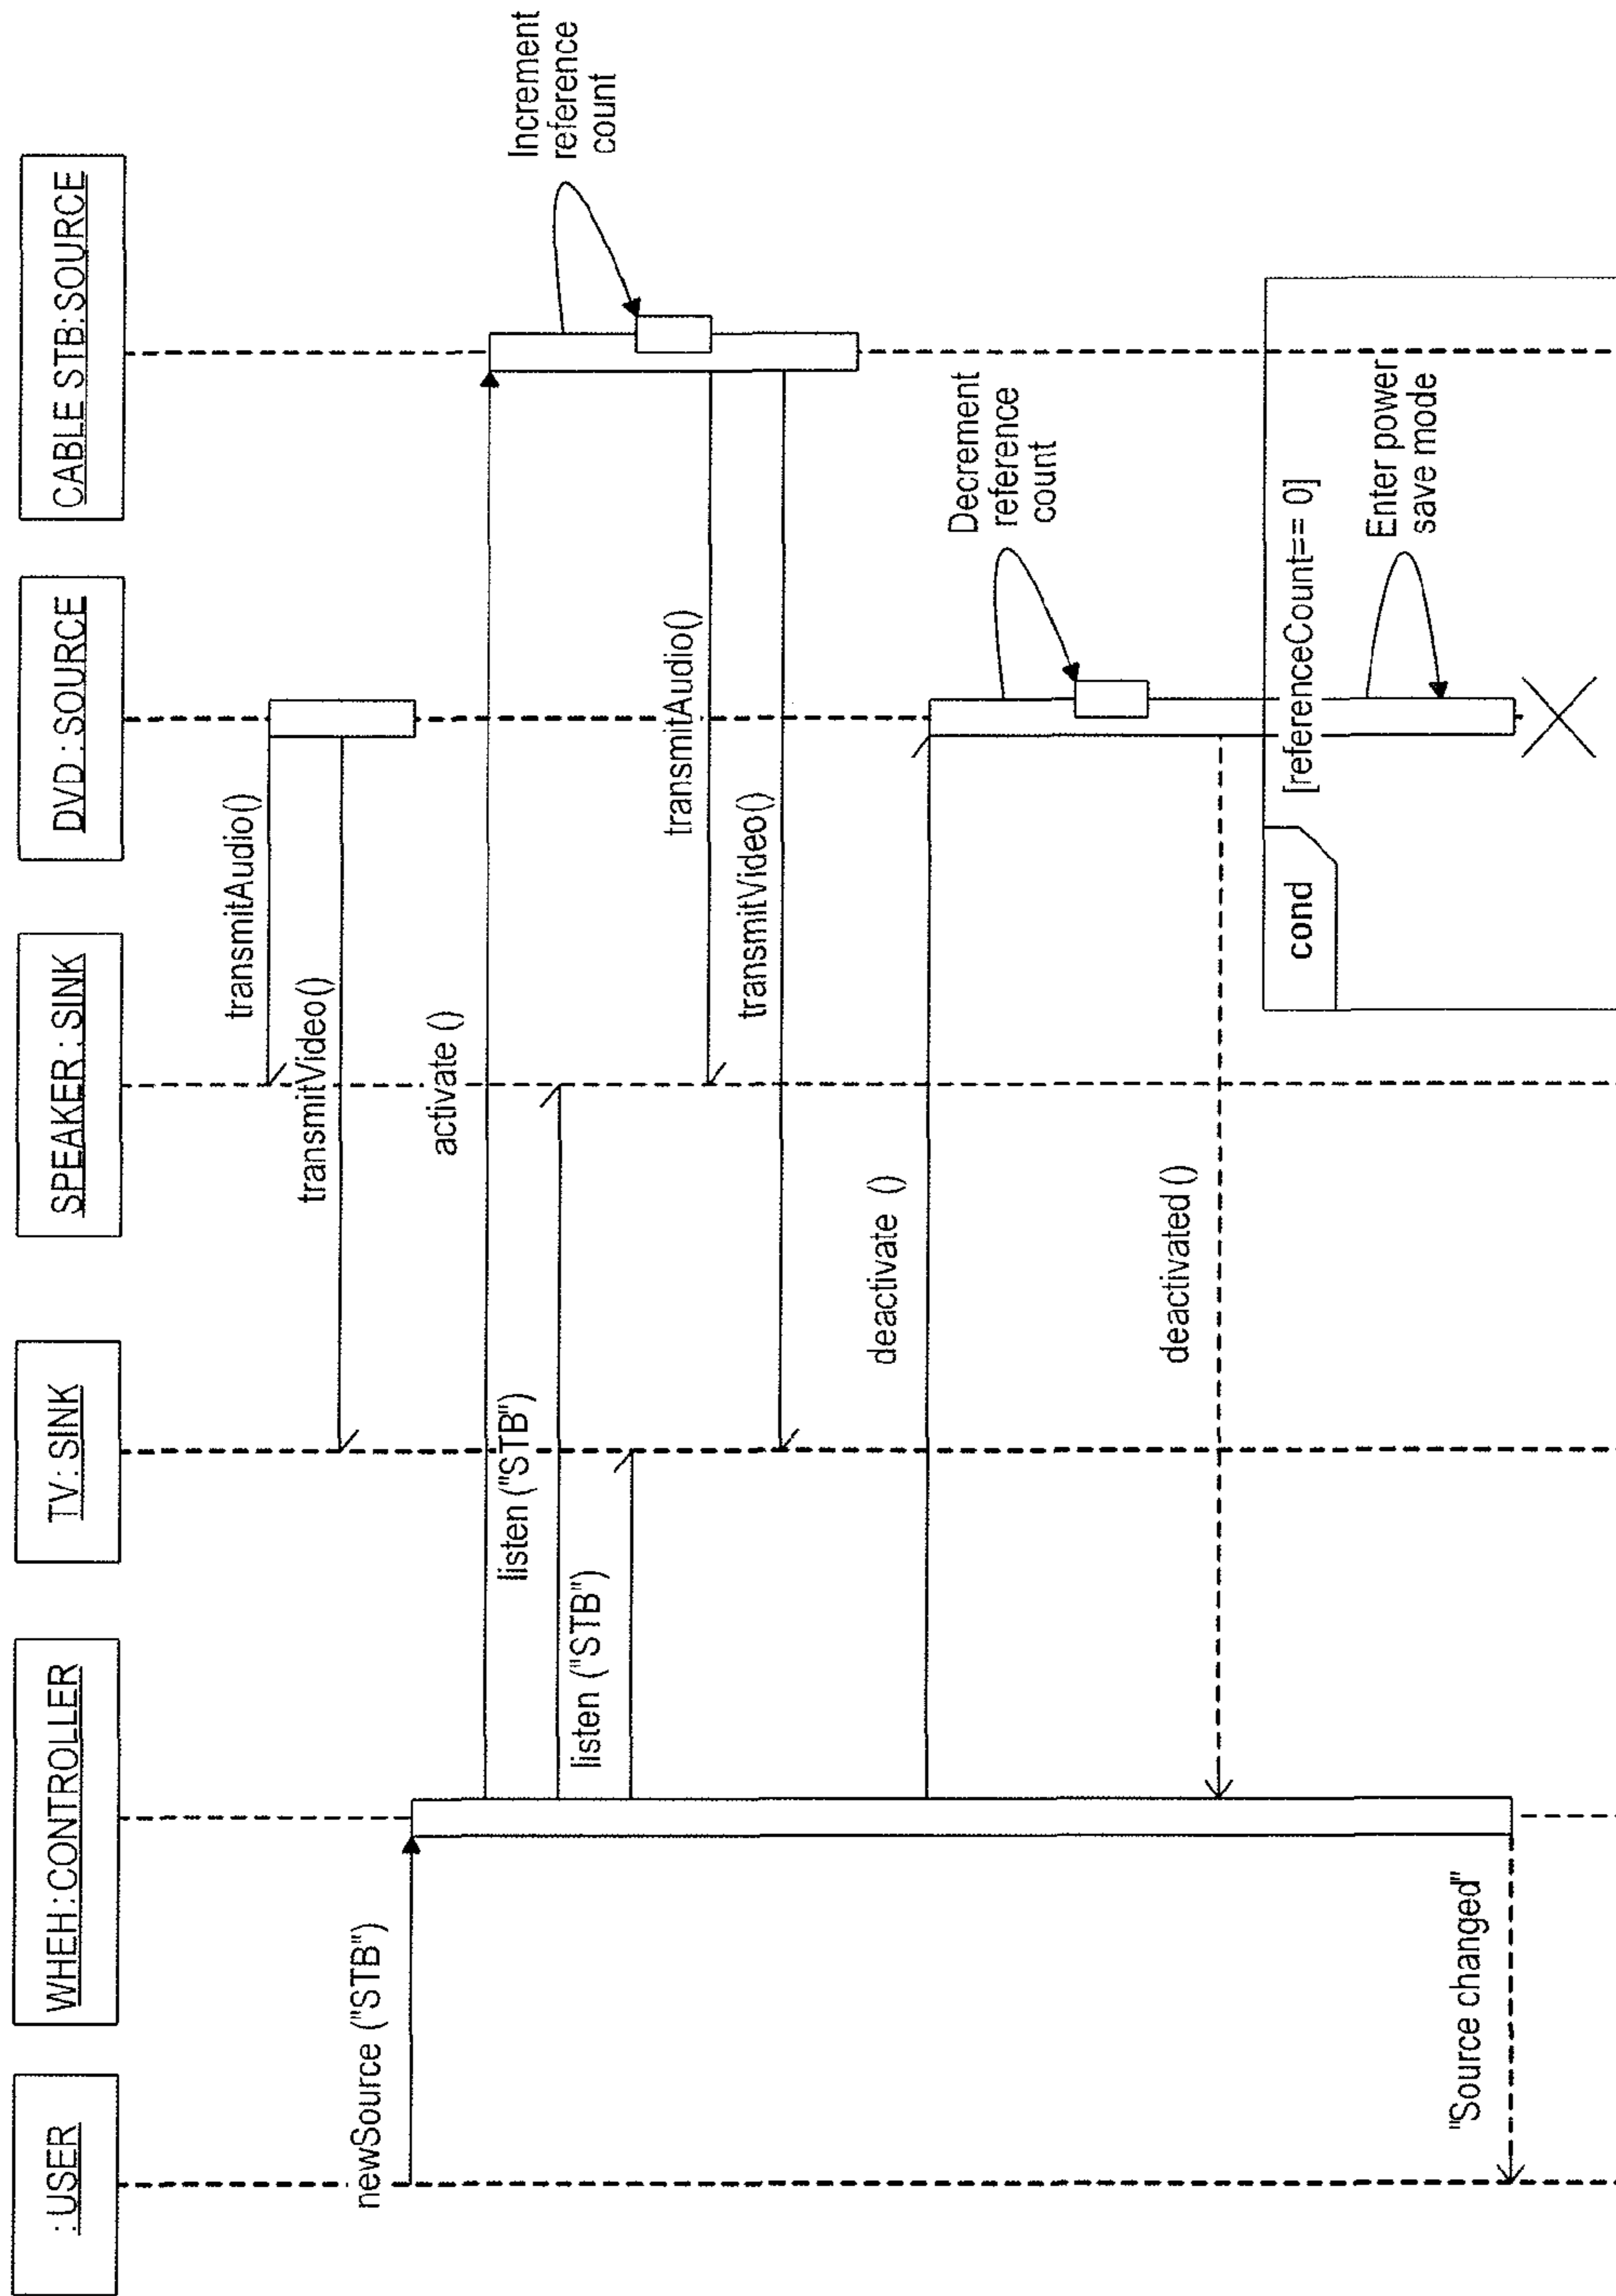 :USER
WHEH:CONTROLLER
TV:SINK
SPEAKER:SINK
DVD:SOURCE
CABLE STB:SOURCE
transmitAudio()
transmitVideo()
newSource ("STB")
activate ()
listen ("STB")
listen ("STB")
Increment
reference
count
transmitAudio()
transmitVideo()
deactivate ()
Decrement
reference
count
deactivated ()
cond
[referenceCount== 0]
Enter power
save mode
"Source changed"